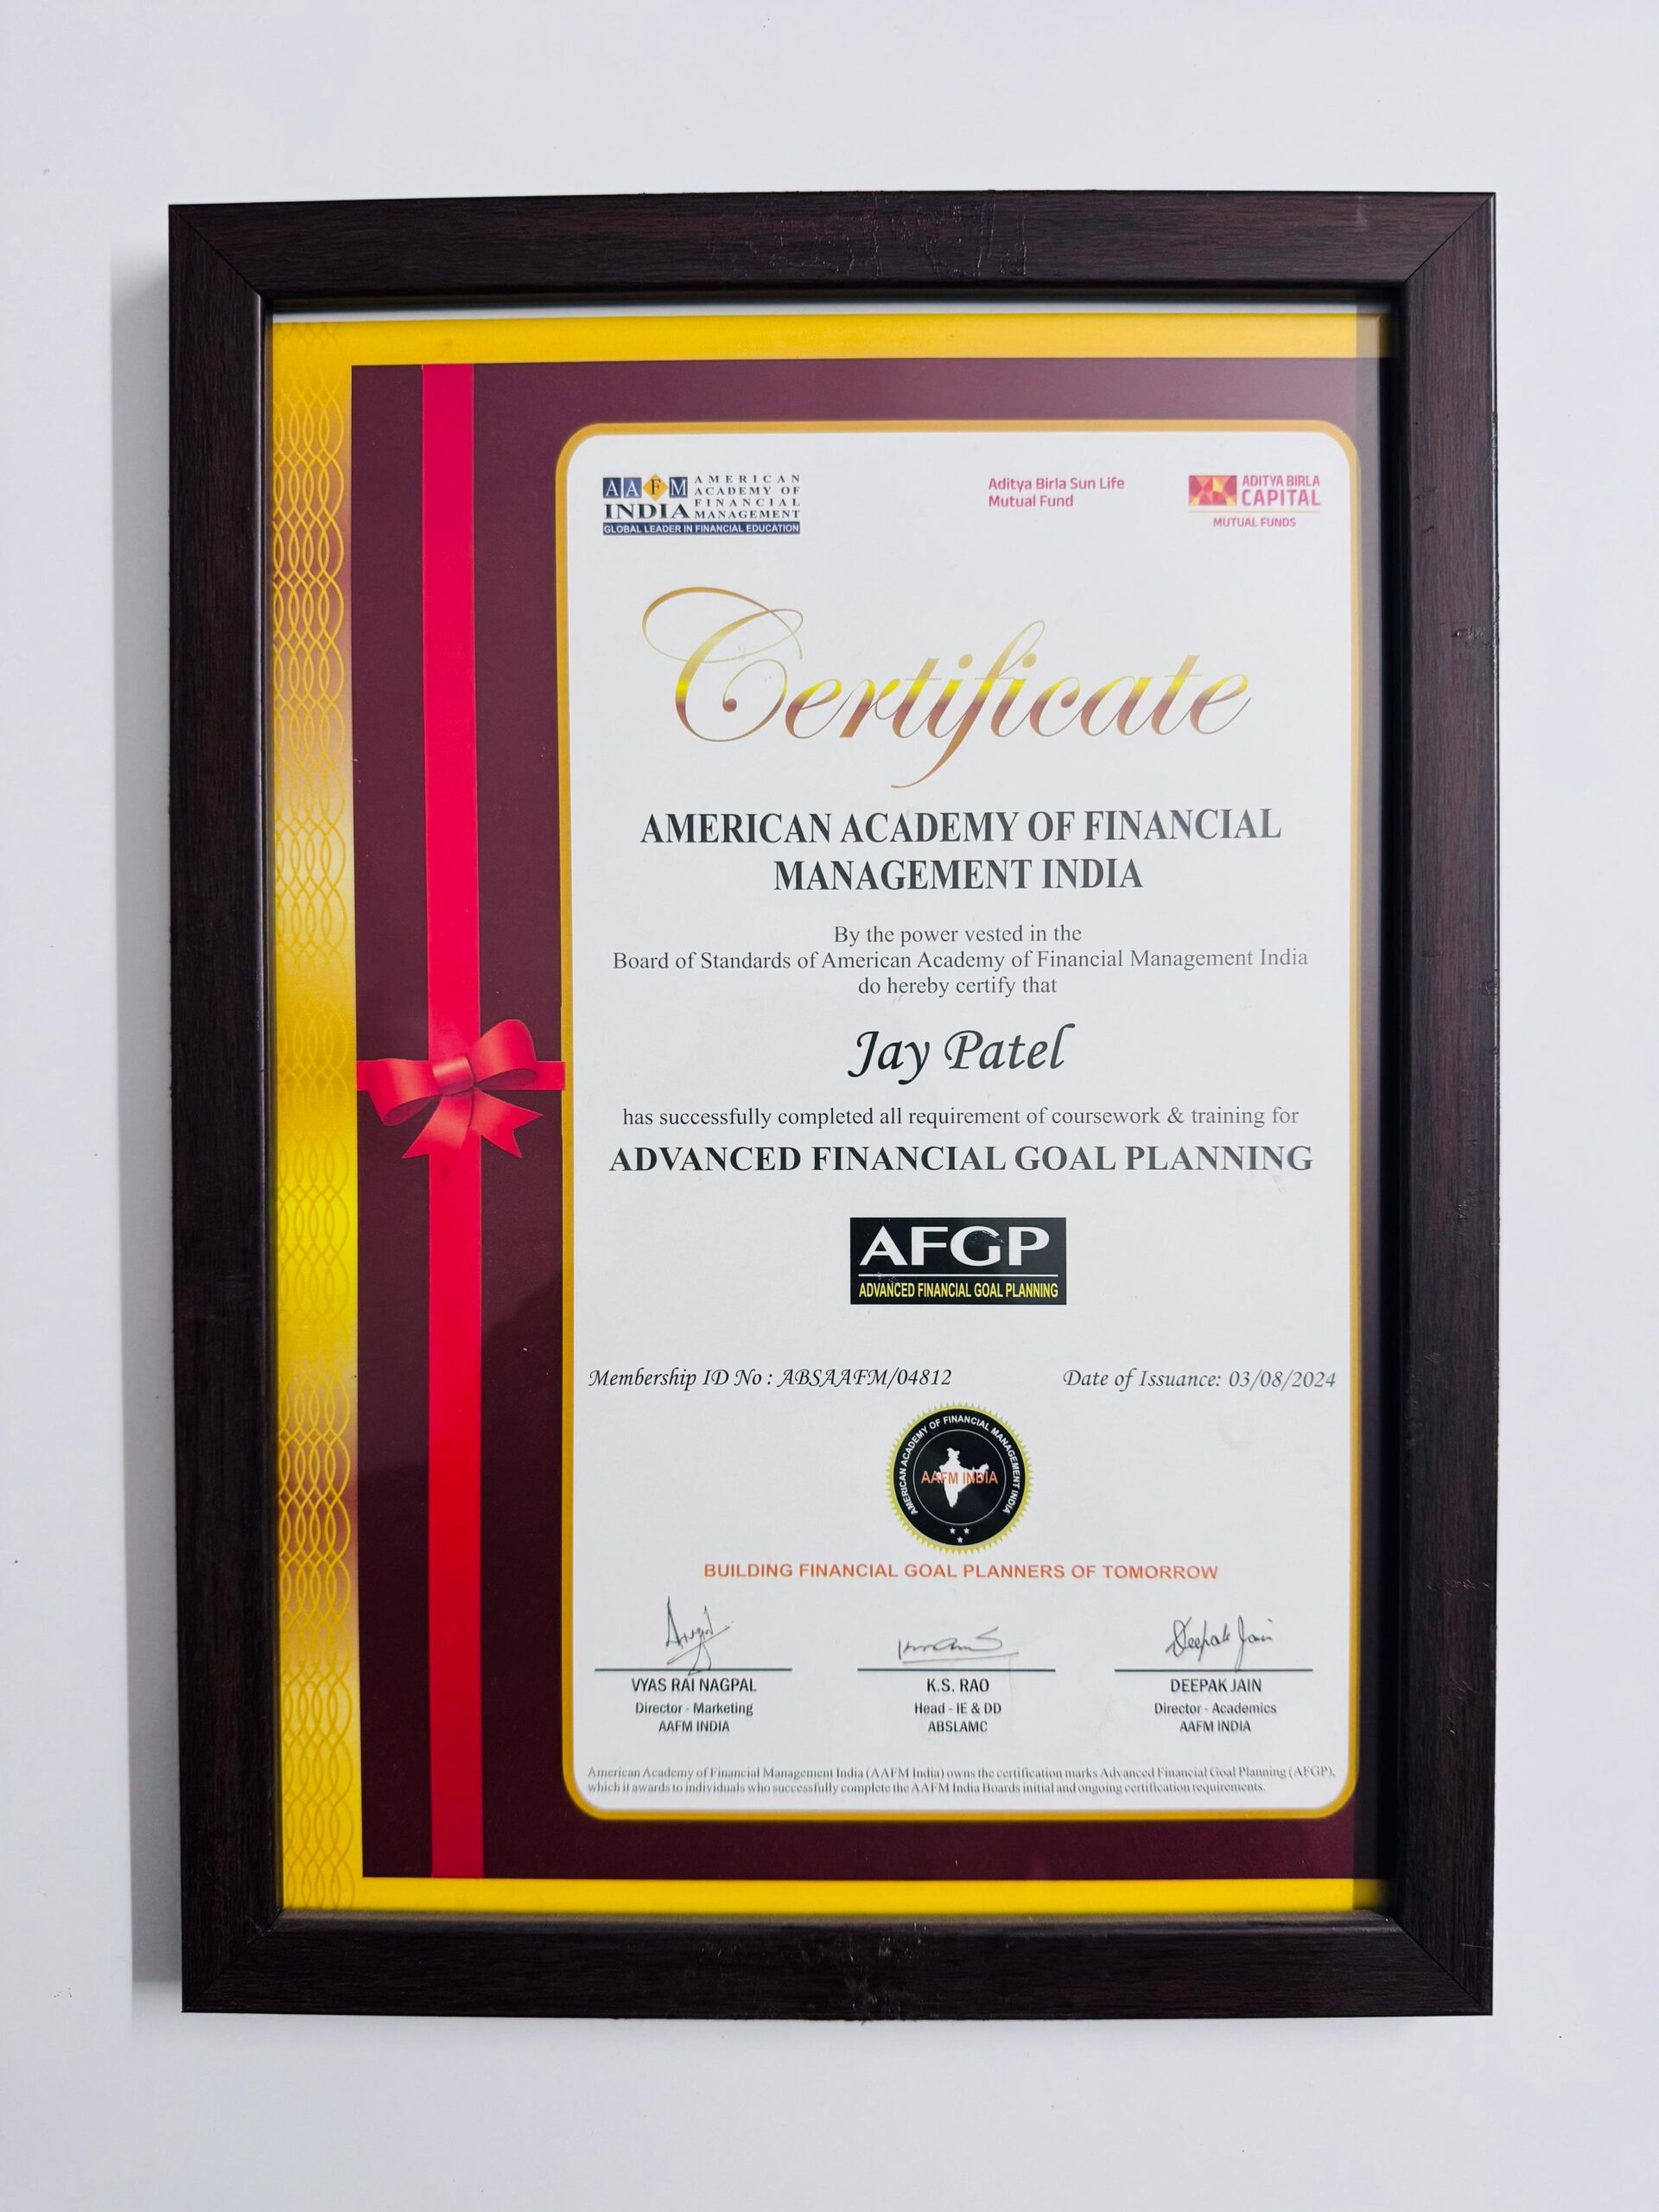 AAFM
INDIA
AMERICAN
ACADEMY OF
FINANCIAL
MANAGEMENT
GLOBAL LEADER IN FINANCIAL EDUCATION
Aditya Birla Sun Life
Mutual Fund
ADITYA BIRLA
CAPITAL
MUTUAL FUNDS
Certificate
AMERICAN ACADEMY OF FINANCIAL
MANAGEMENT INDIA
By the power vested in the
Board of Standards of American Academy of Financial Management India
do hereby certify that
Jay Patel
has successfully completed all requirement of coursework & training for
ADVANCED FINANCIAL GOAL PLANNING
AFGP
ADVANCED FINANCIAL GOAL PLANNING
Membership ID No : ABSAAFM/04812
Date of Issuance: 03/08/2024
AMERICAN ACADEMY OF FINANCIAL MANAGEMENT INDIA
AAFM INDIA
BUILDING FINANCIAL GOAL PLANNERS OF TOMORROW
Deepak Jain
VYAS RAI NAGPAL
Director - Marketing
AAFM INDIA
K.S. RAO
Head - IE & DD
ABSLAMC
DEEPAK JAIN
Director - Academics
AAFM INDIA
American Academy of Financial Management India (AAFM India) owns the certification marks Advanced Financial Goal Planning (AFGP),
which it awards to individuals who successfully complete the AAFM India Boards initial and ongoing certification requirements.